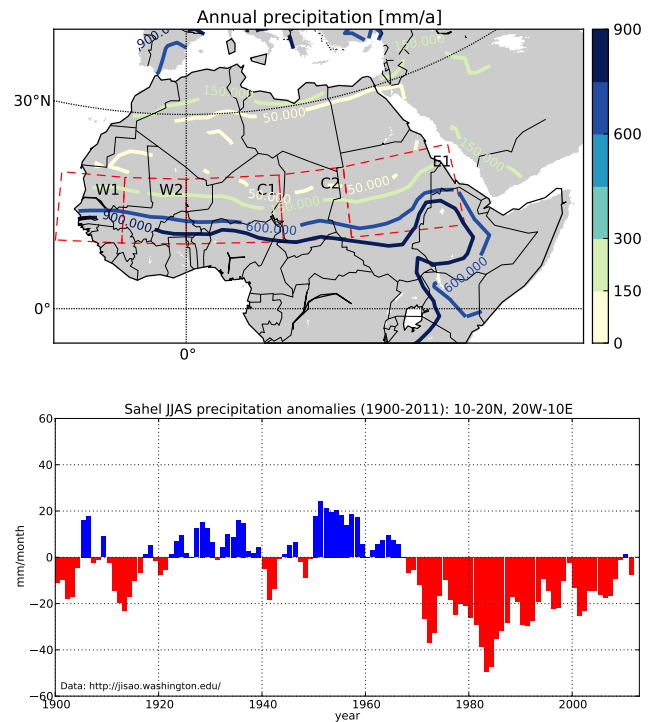 Annual precipitation [mm/a]
900.000
150.000
900
150.000
50.000
30°N
600
150.000
E1
W1
W2
C1
C2
50.000
50.000
900.000
600.000
300
600.000
150
0°
0
0°
Sahel JJAS precipitation anomalies (1900-2011): 10-20N, 20W-10E
60
40
20
0
−20
−40
−60
mm/month
Data: http://jisao.washington.edu/
1900
1920
1940
1960
1980
2000
year